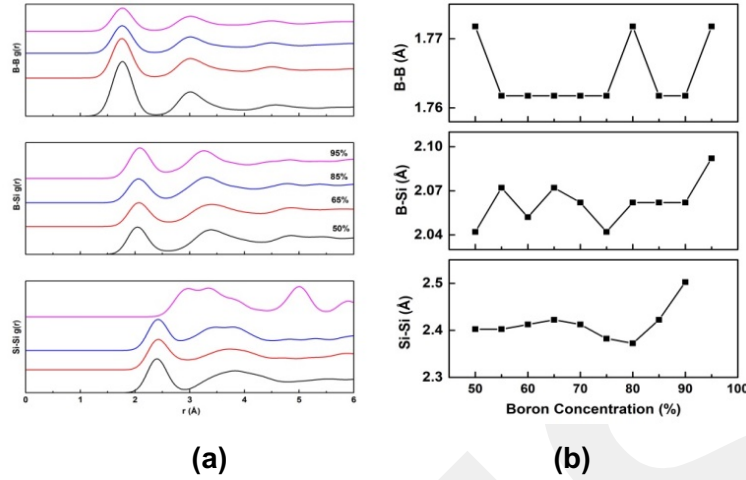 B-B g(r)
B-Si g(r)
95%
85%
65%
50%
Si-Si g(r)
0 1 2 3 4 5 6
r (Å)
(a)
1.77
1.76
B-B (Å)
2.10
2.07
2.04
B-Si (Å)
2.5
2.4
2.3
Si-Si (Å)
50 60 70 80 90 100
Boron Concentration (%)
(b)